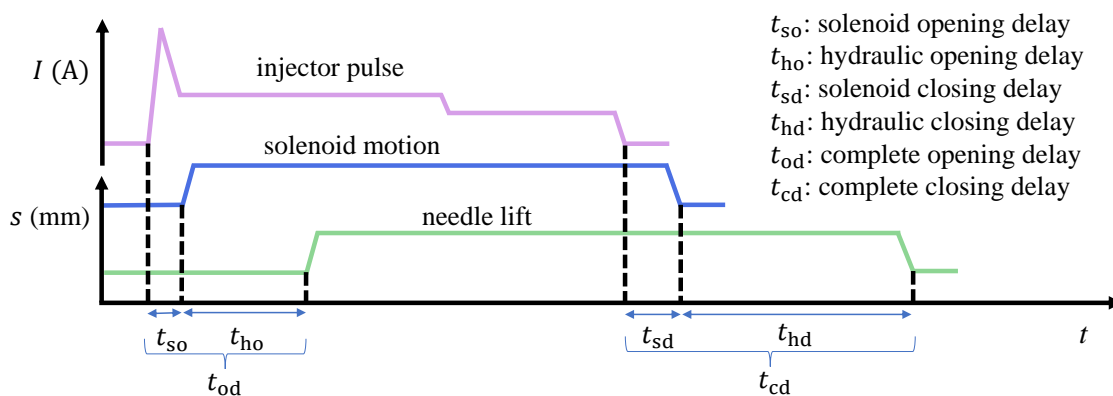 I (A)
injector pulse
solenoid motion
s (mm)
needle lift
t_so: solenoid opening delay
t_ho: hydraulic opening delay
t_sd: solenoid closing delay
t_hd: hydraulic closing delay
t_od: complete opening delay
t_cd: complete closing delay
t_so
t_ho
t_sd
t_hd
t
t_od
t_cd